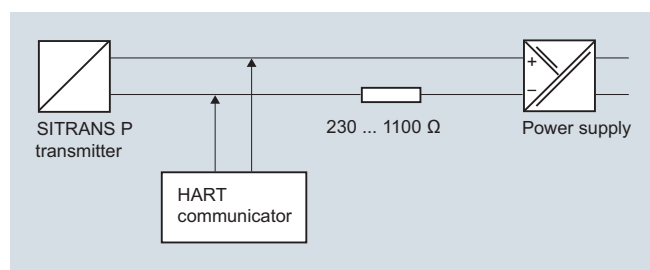 +
−
SITRANS P
transmitter
230 ... 1100 Ω
Power supply
HART
communicator